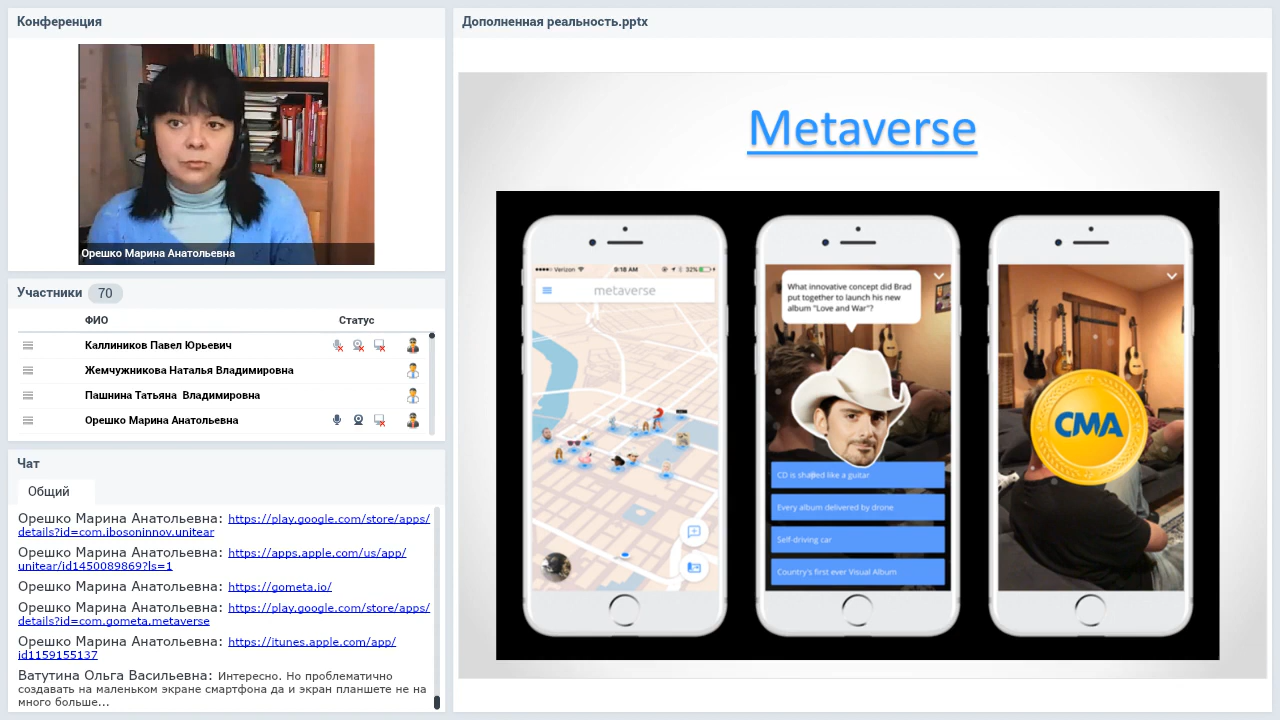 Конференция
Орешко Марина Анатольевна
Участники 70
ФИО Статус
Каллиников Павел Юрьевич
Жемчужникова Наталья Владимировна
Пашнина Татьяна Владимировна
Орешко Марина Анатольевна
Чат
Общий
Орешко Марина Анатольевна: https://play.google.com/store/apps/
details?id=com.ibosoninnov.unitear
Орешко Марина Анатольевна: https://apps.apple.com/us/app/
unitear/id1450089869?ls=1
Орешко Марина Анатольевна: https://gometa.io/
Орешко Марина Анатольевна: https://play.google.com/store/apps/
details?id=com.gometa.metaverse
Орешко Марина Анатольевна: https://itunes.apple.com/app/
id1159155137
Ватутина Ольга Васильевна: Интересно. Но проблематично
создавать на маленьком экране смартфона да и экран планшете не на
много больше...
Дополненная реальность.pptx
Metaverse
Verizon 9:18 AM 32%
metaverse
What innovative concept did Brad
put together to launch his new
album "Love and War"?
CD is shaped like a guitar
Every album delivered by drone
Self-driving car
Country's first ever Visual Album
CMA